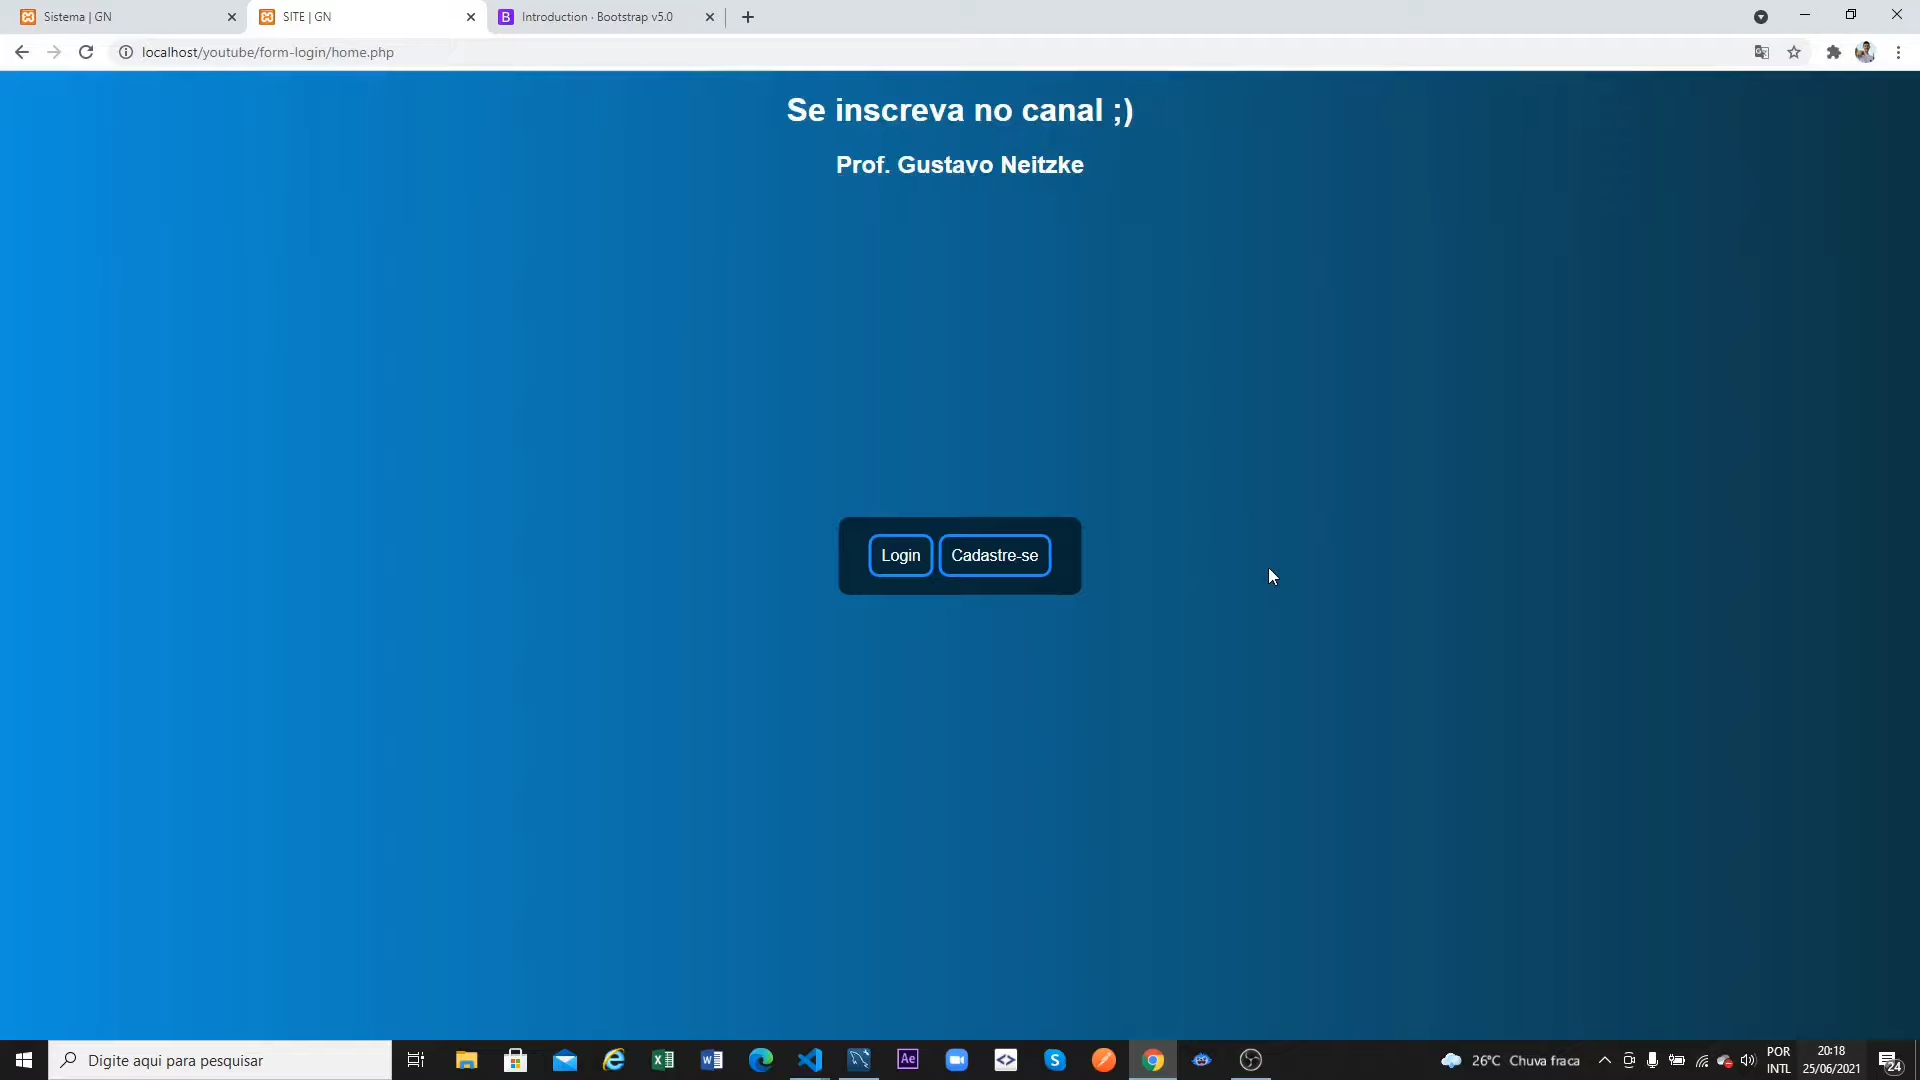 Sistema | GN
SITE | GN
Introduction · Bootstrap v5.0
localhost/youtube/form-login/home.php
Se inscreva no canal ;)
Prof. Gustavo Neitzke
Login
Cadastre-se
Digite aqui para pesquisar
Ae
26°C Chuva fraca
POR
INTL
20:18
25/06/2021
24